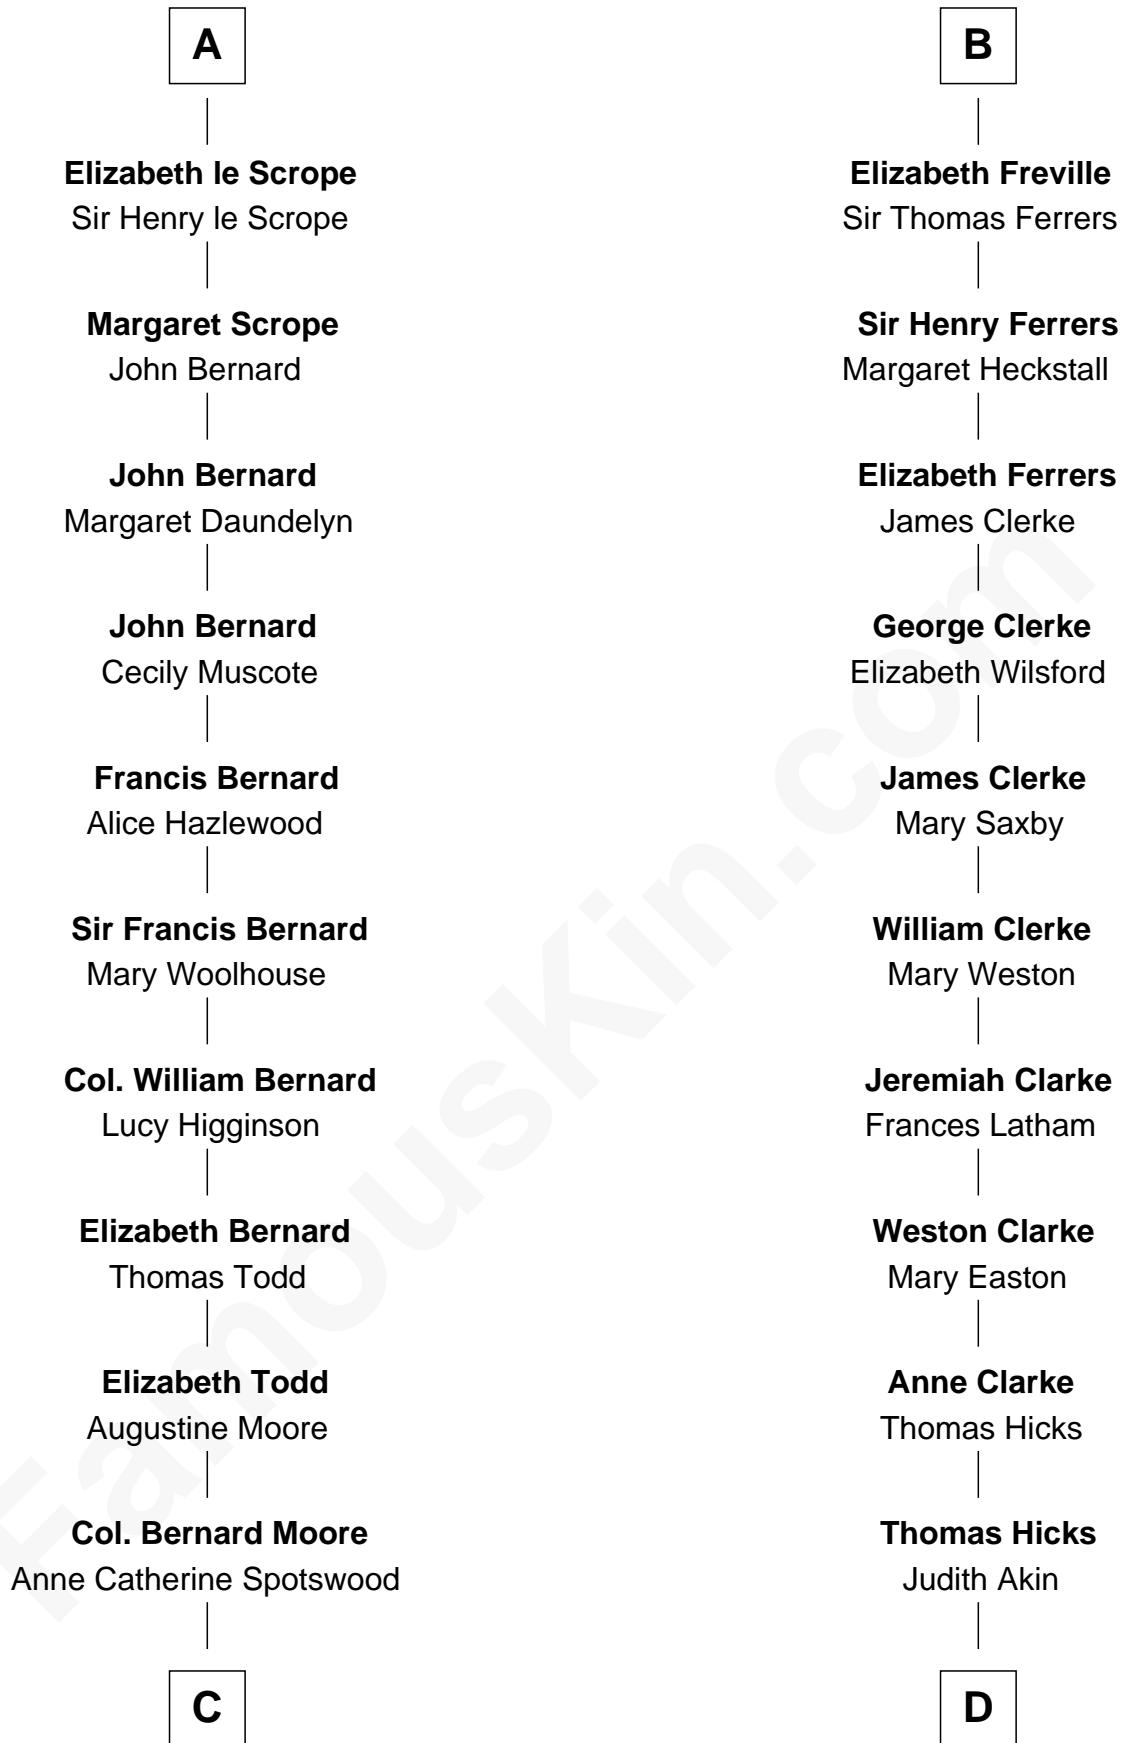 A
Elizabeth le Scrope
Sir Henry le Scrope
Margaret Scrope
John Bernard
John Bernard
Margaret Daundelyn
John Bernard
Cecily Muscote
Francis Bernard
Alice Hazlewood
Sir Francis Bernard
Mary Woolhouse
Col. William Bernard
Lucy Higginson
Elizabeth Bernard
Thomas Todd
Elizabeth Todd
Augustine Moore
Col. Bernard Moore
Anne Catherine Spotswood
C
B
Elizabeth Freville
Sir Thomas Ferrers
Sir Henry Ferrers
Margaret Heckstall
Elizabeth Ferrers
James Clerke
George Clerke
Elizabeth Wilsford
James Clerke
Mary Saxby
William Clerke
Mary Weston
Jeremiah Clarke
Frances Latham
Weston Clarke
Mary Easton
Anne Clarke
Thomas Hicks
Thomas Hicks
Judith Akin
D
FamousKin.com